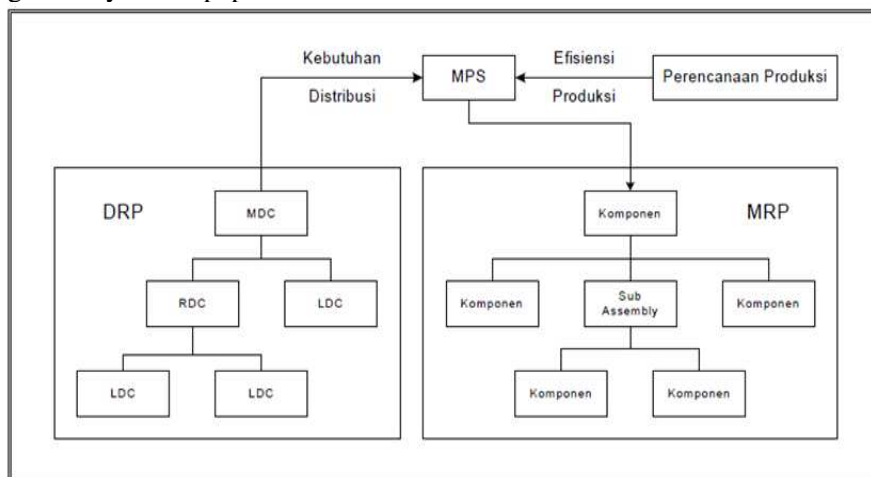 Kebutuhan
Distribusi
MPS
Efisiensi
Produksi
Perencanaan Produksi
DRP
MDC
RDC
LDC
LDC
LDC
MRP
Komponen
Komponen
Sub
Assembly
Komponen
Komponen
Komponen